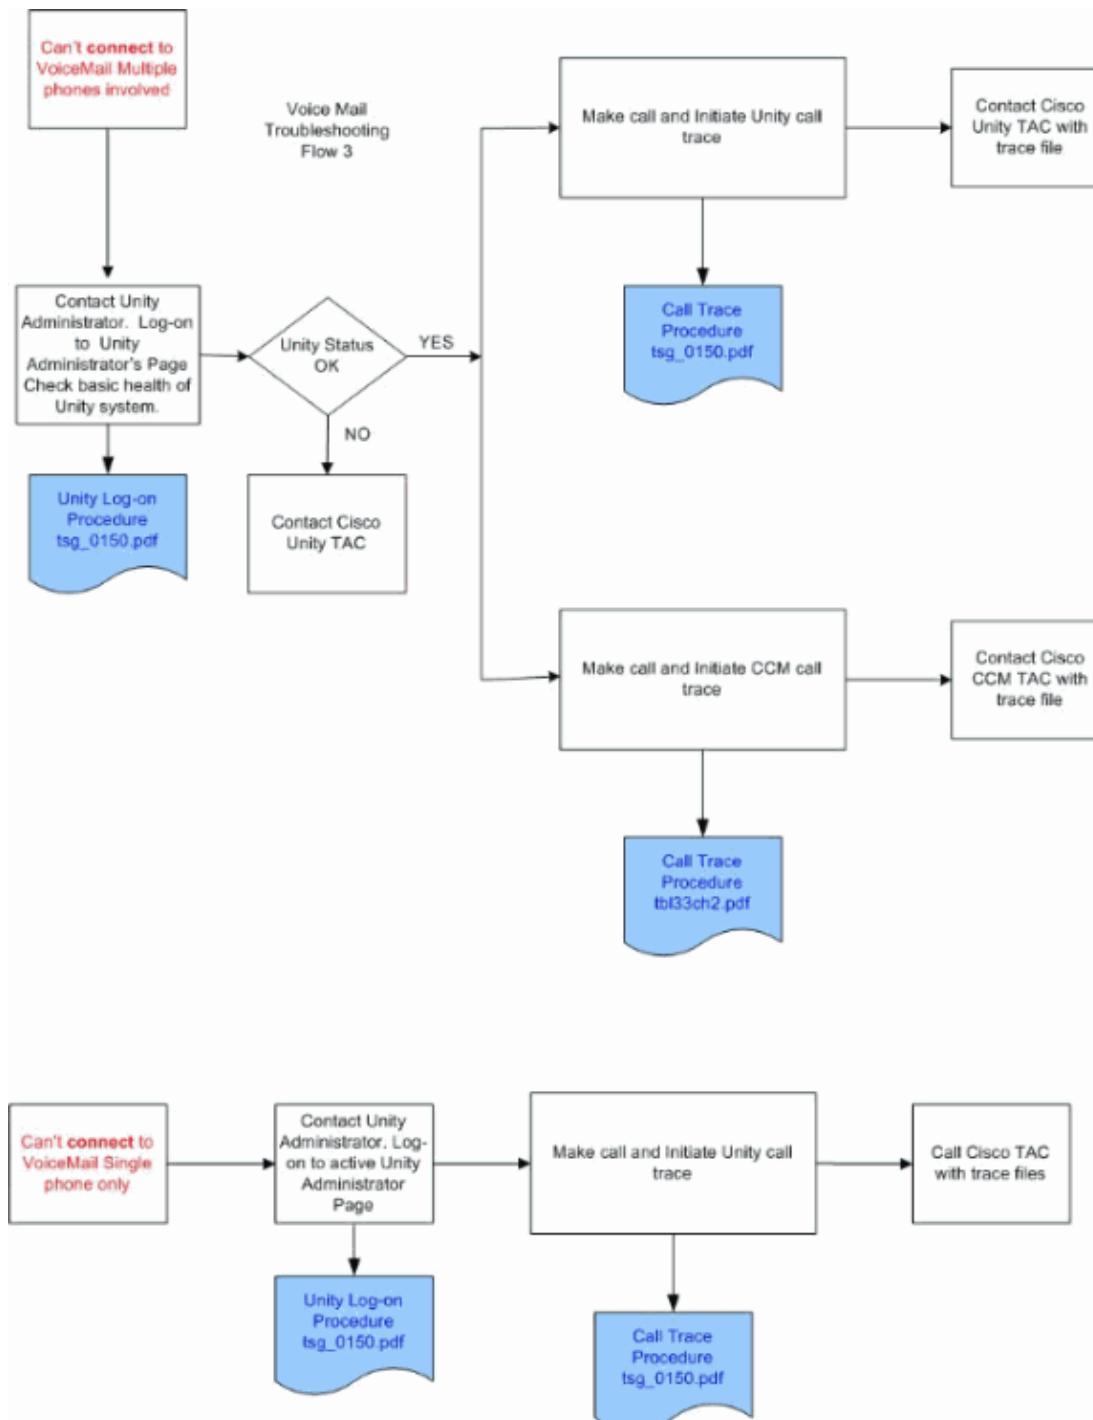 Can't connect to
VoiceMail Multiple
phones involved
Voice Mail
Troubleshooting
Flow 3
Make call and Initiate Unity call
trace
Contact Cisco
Unity TAC with
trace file
Call Trace
Procedure
tsg_0150.pdf
Contact Unity
Administrator. Log-on
to Unity
Administrator's Page
Check basic health of
Unity system.
Unity Status
OK
YES
NO
Unity Log-on
Procedure
tsg_0150.pdf
Contact Cisco
Unity TAC
Make call and Initiate CCM call
trace
Contact Cisco
CCM TAC with
trace file
Call Trace
Procedure
tbl33ch2.pdf
Can't connect to
VoiceMail Single
phone only
Contact Unity
Administrator. Log-
on to active Unity
Administrator
Page
Make call and Initiate Unity call
trace
Call Cisco TAC
with trace files
Unity Log-on
Procedure
tsg_0150.pdf
Call Trace
Procedure
tsg_0150.pdf